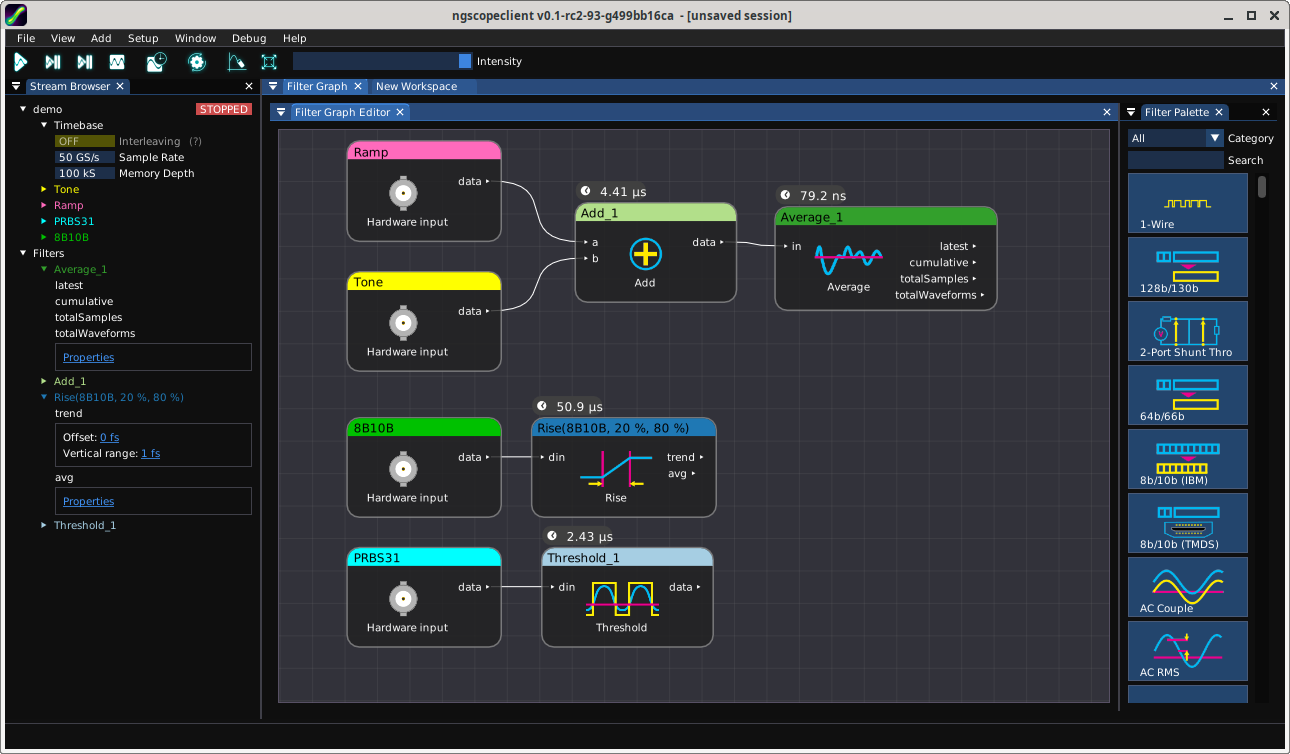 ngscopeclient v0.1-rc2-93-g499bb16ca - [unsaved session]
File View Add Setup Window Debug Help
Intensity
Stream Browser
demo STOPPED
Timebase
OFF Interleaving (?)
50 GS/s Sample Rate
100 kS Memory Depth
Tone
Ramp
PRBS31
8B10B
Filters
Average_1
latest
cumulative
totalSamples
totalWaveforms
Properties
Add_1
Rise(8B10B, 20 %, 80 %)
trend
Offset: 0 fs
Vertical range: 1 fs
avg
Properties
Threshold_1
Filter Graph New Workspace
Filter Graph Editor
Ramp
data
Hardware input
Tone
data
Hardware input
4.41 µs
Add_1
a data
b
Add
79.2 ns
Average_1
in latest
cumulative
totalSamples
totalWaveforms
Average
8B10B
data
Hardware input
50.9 µs
Rise(8B10B, 20 %, 80 %)
din trend
avg
Rise
PRBS31
data
Hardware input
2.43 µs
Threshold_1
din data
Threshold
Filter Palette
All Category
Search
1-Wire
128b/130b
2-Port Shunt Thro
64b/66b
8b/10b (IBM)
8b/10b (TMDS)
AC Couple
AC RMS